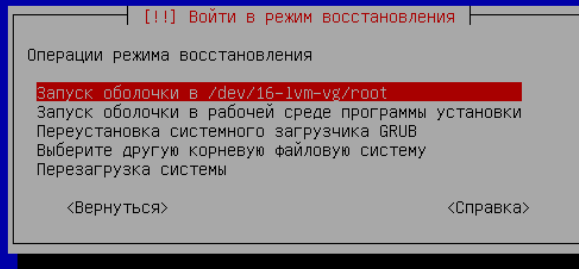 [!!] Войти в режим восстановления
Операции режима восстановления
Запуск оболочки в /dev/16-lvm-vg/root
Запуск оболочки в рабочей среде программы установки
Переустановка системного загрузчика GRUB
Выберите другую корневую файловую систему
Перезагрузка системы
<Вернуться> <Справка>